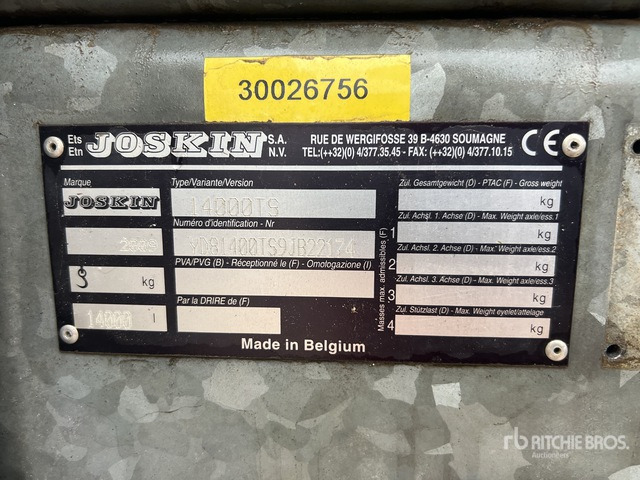 30026756
Ets Etn JOSKIN S.A. N.V.
RUE DE WERGIFOSSE 39 B-4630 SOUMAGNE
TEL:(++32)(0) 4/377.35.45 - FAX: (++32)(0) 4/377.10.15
CE
Marque
JOSKIN
kg
14000 l
Type/Variante/Version
14000TS
Numéro d'identification - Nr
PVA/PVG (B) - Réceptionné le (F) - Omologazione (I)
Par la DRIRE de (F)
Masses max. admissibles (F)
Zul. Gesamtgewicht (D) - PTAC (F) - Gross weight
kg
Zul. Achsl. 1. Achse (D) - Max. Weight axle/ess.1
1 kg
Zul. Achsl. 2. Achse (D) - Max. Weight axle/ess.2
2 kg
Zul. Achsl. 3. Achse (D) - Max. Weight axle/ess.3
3 kg
Zul. Stützlast (D) - Max. Weight eyelet/attelage
4 kg
Made in Belgium
rb RITCHIE BROS.
Auctioneers